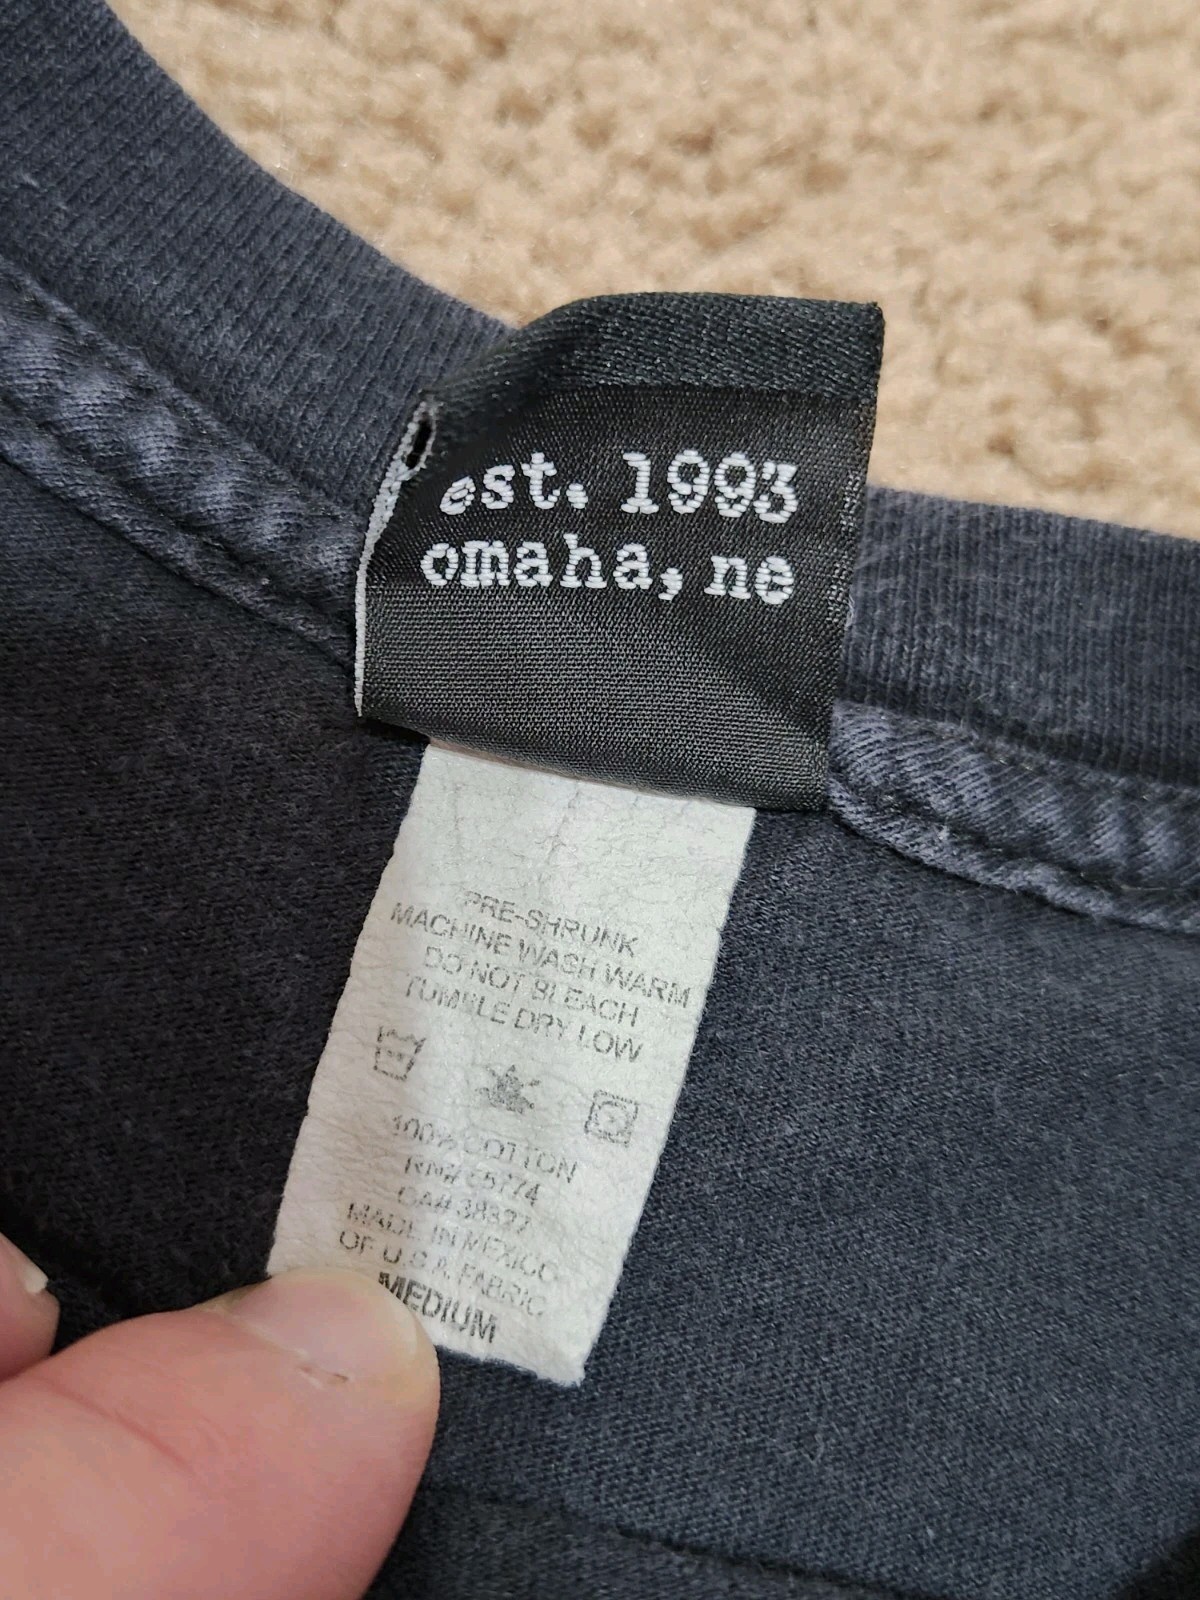 est. 1993
omaha, ne
PRE-SHRUNK
MACHINE WASH WARM
DO NOT BLEACH
TUMBLE DRY LOW
100% COTTON
RN#
CA# 38327
MADE IN MEXICO
OF U.S.A. FABRIC
MEDIUM